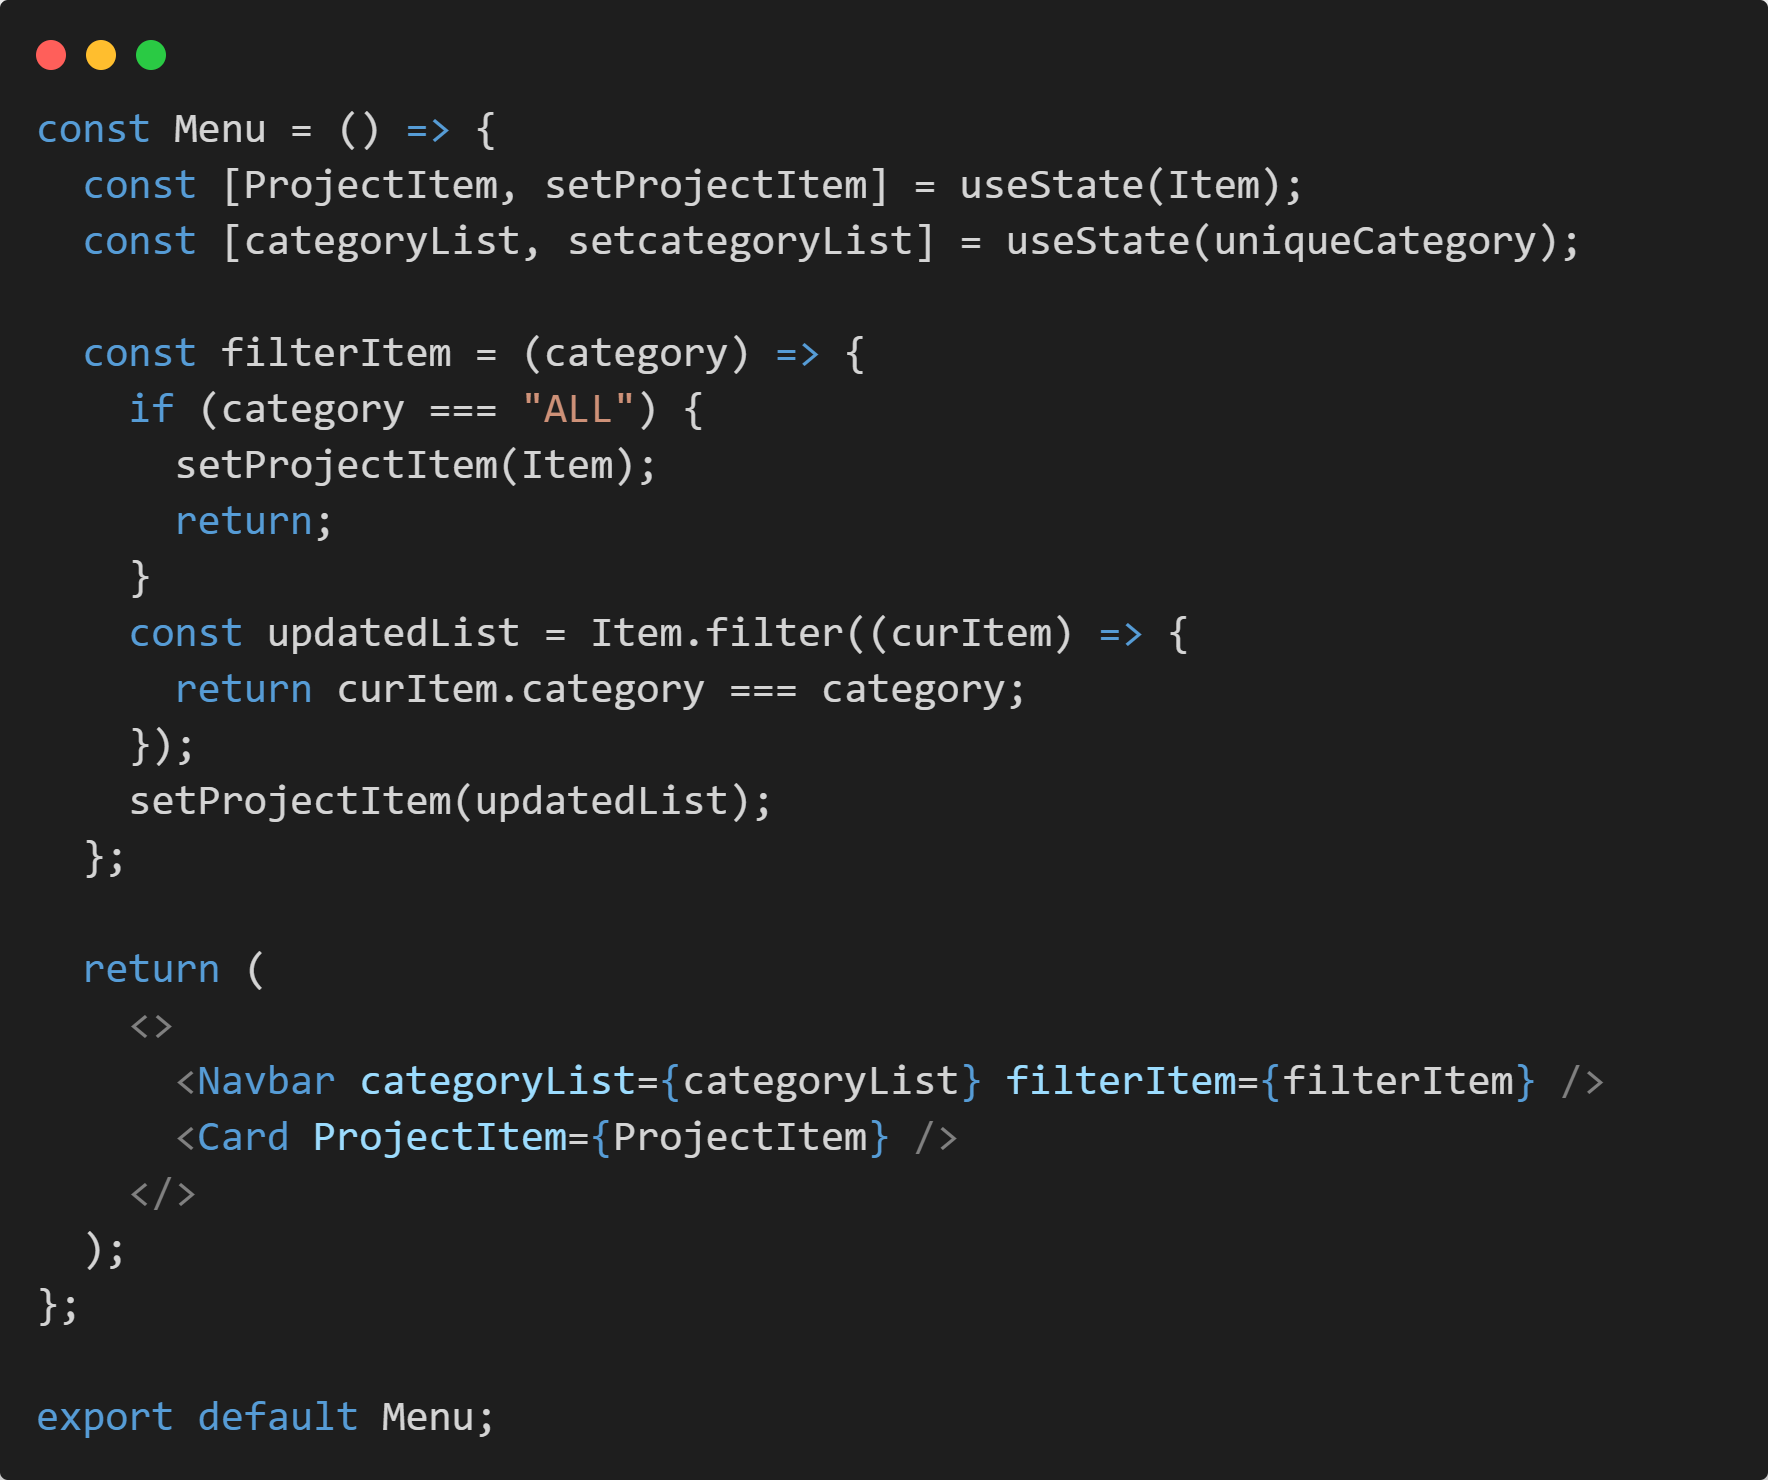 const Menu = () => {
  const [ProjectItem, setProjectItem] = useState(Item);
  const [categoryList, setcategoryList] = useState(uniqueCategory);

  const filterItem = (category) => {
    if (category === "ALL") {
      setProjectItem(Item);
      return;
    }
    const updatedList = Item.filter((curItem) => {
      return curItem.category === category;
    });
    setProjectItem(updatedList);
  };

  return (
    <>
      <Navbar categoryList={categoryList} filterItem={filterItem} />
      <Card ProjectItem={ProjectItem} />
    </>
  );
};

export default Menu;